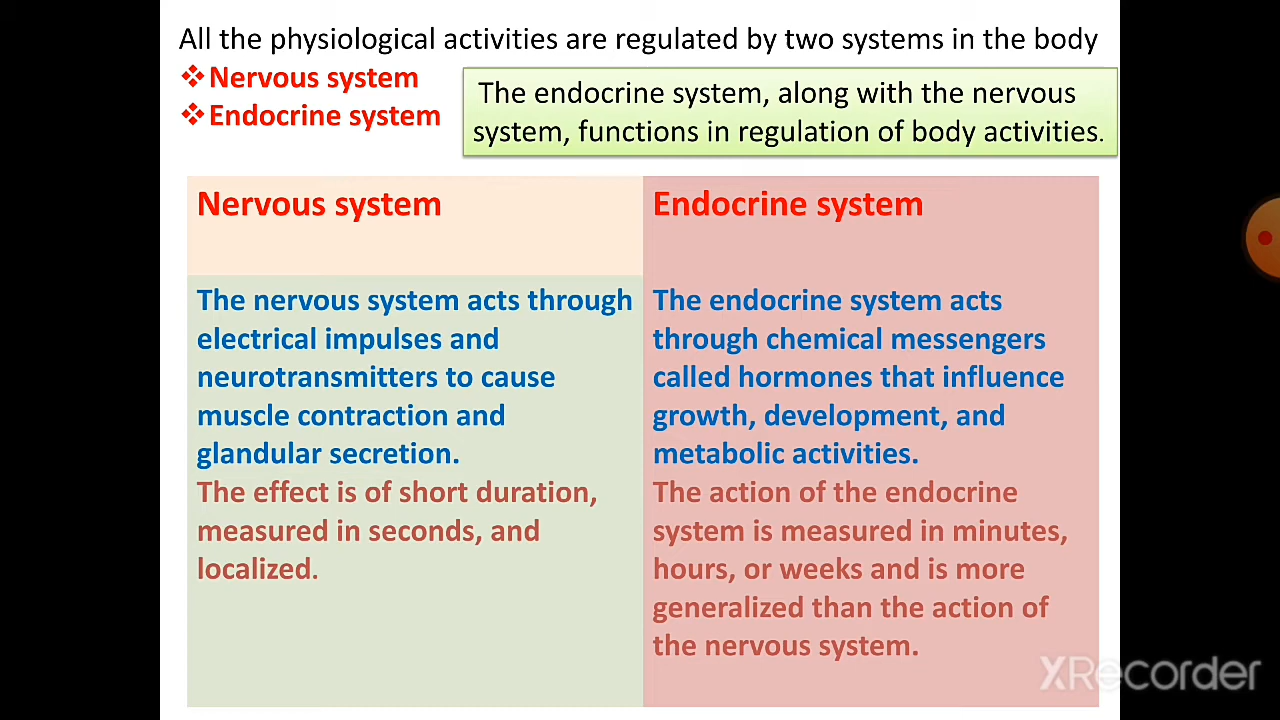 All the physiological activities are regulated by two systems in the body
❖Nervous system
❖Endocrine system
The endocrine system, along with the nervous
system, functions in regulation of body activities.
Nervous system
The nervous system acts through
electrical impulses and
neurotransmitters to cause
muscle contraction and
glandular secretion.
The effect is of short duration,
measured in seconds, and
localized.
Endocrine system
The endocrine system acts
through chemical messengers
called hormones that influence
growth, development, and
metabolic activities.
The action of the endocrine
system is measured in minutes,
hours, or weeks and is more
generalized than the action of
the nervous system.
XRecorder